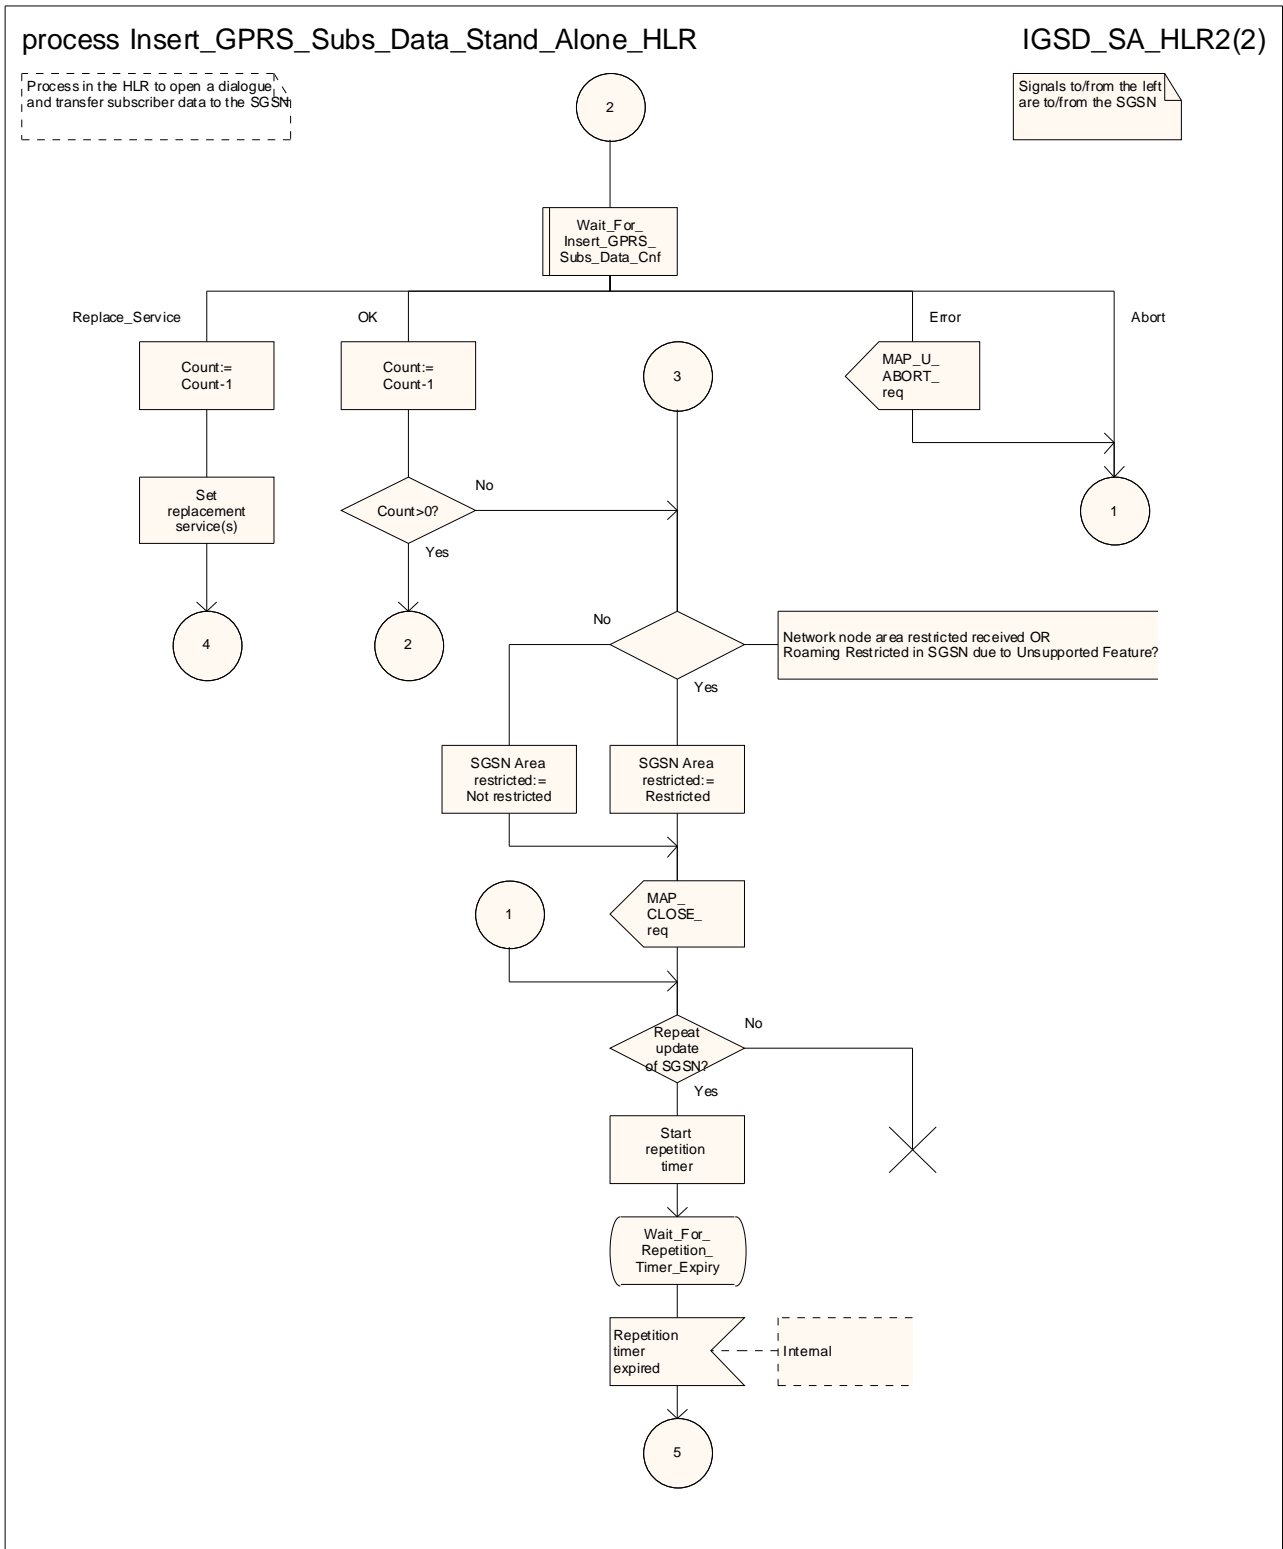 process Insert_GPRS_Subs_Data_Stand_Alone_HLR
IGSD_SA_HLR2(2)
Process in the HLR to open a dialogue
and transfer subscriber data to the SGSN
2
Signals to/from the left
are to/from the SGSN
Wait_For_
Insert_GPRS_
Subs_Data_Cnf
Replace_Service
OK
Error
Abort
Count:=
Count-1
Count:=
Count-1
3
MAP_U_
ABORT_
req
Set
replacement
service(s)
Count>0?
No
Yes
1
4
2
No
Yes
Network node area restricted received OR
Roaming Restricted in SGSN due to Unsupported Feature?
SGSN Area
restricted:=
Not restricted
SGSN Area
restricted:=
Restricted
1
MAP_
CLOSE_
req
Repeat
update
of SGSN?
No
Yes
Start
repetition
timer
Wait_For_
Repetition_
Timer_Expiry
Repetition
timer
expired
Internal
5